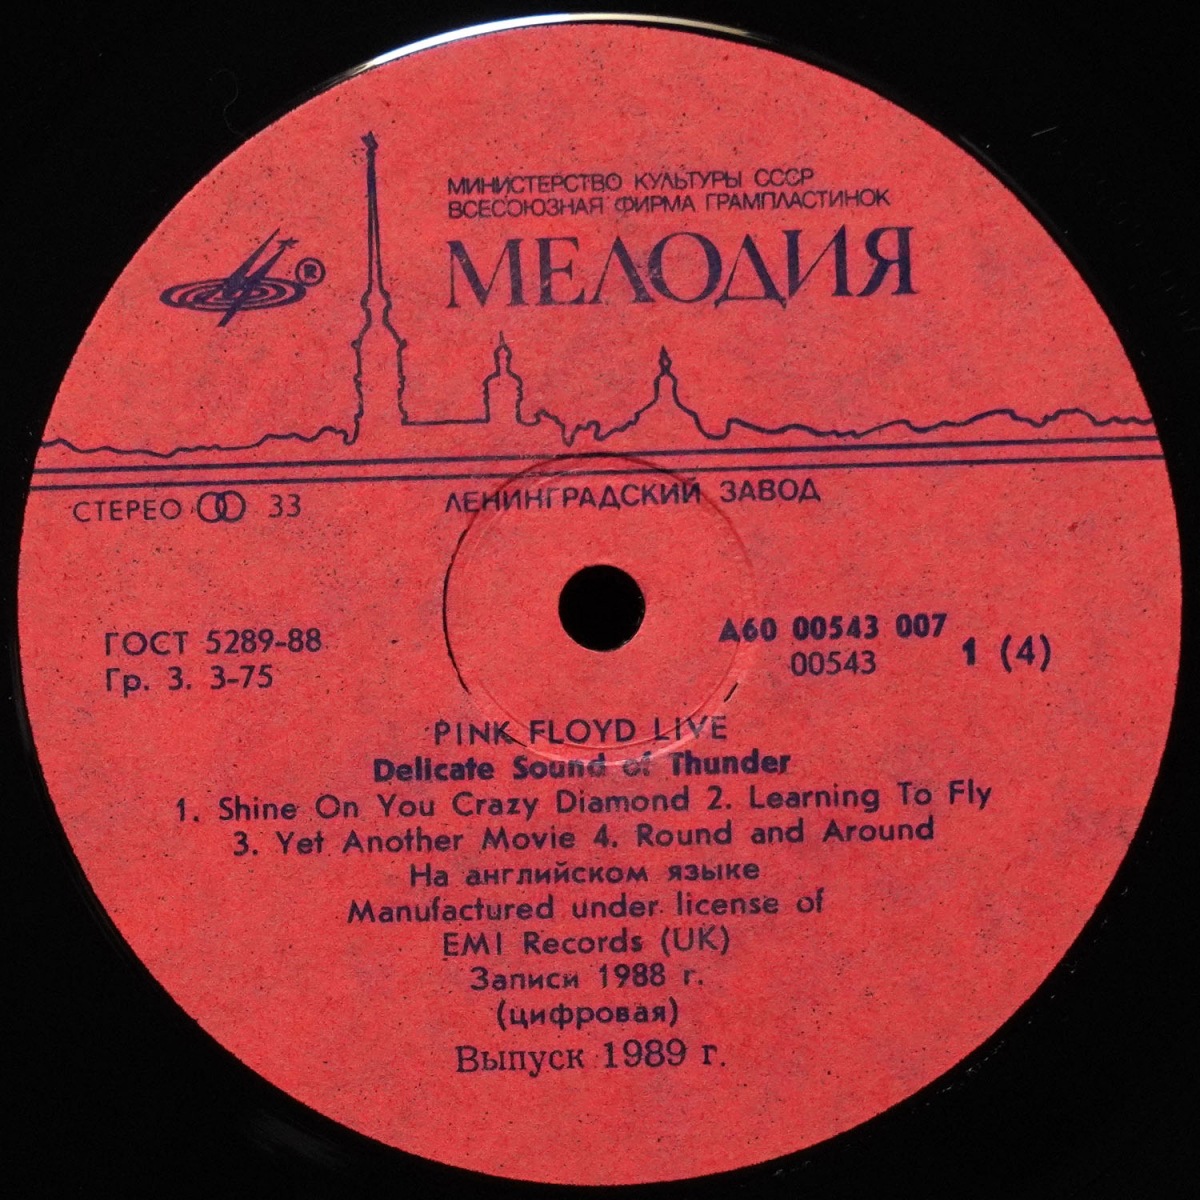 МИНИСТЕРСТВО КУЛЬТУРЫ СССР
ВСЕСОЮЗНАЯ ФИРМА ГРАМПЛАСТИНОК
МЕЛОДИЯ
®
СТЕРЕО 33
ЛЕНИНГРАДСКИЙ ЗАВОД
ГОСТ 5289-88
Гр. 3. 3-75
А60 00543 007
00543
1 (4)
PINK FLOYD LIVE
Delicate Sound of Thunder
1. Shine On You Crazy Diamond 2. Learning To Fly
3. Yet Another Movie 4. Round and Around
На английском языке
Manufactured under license of
EMI Records (UK)
Записи 1988 г.
(цифровая)
Выпуск 1989 г.